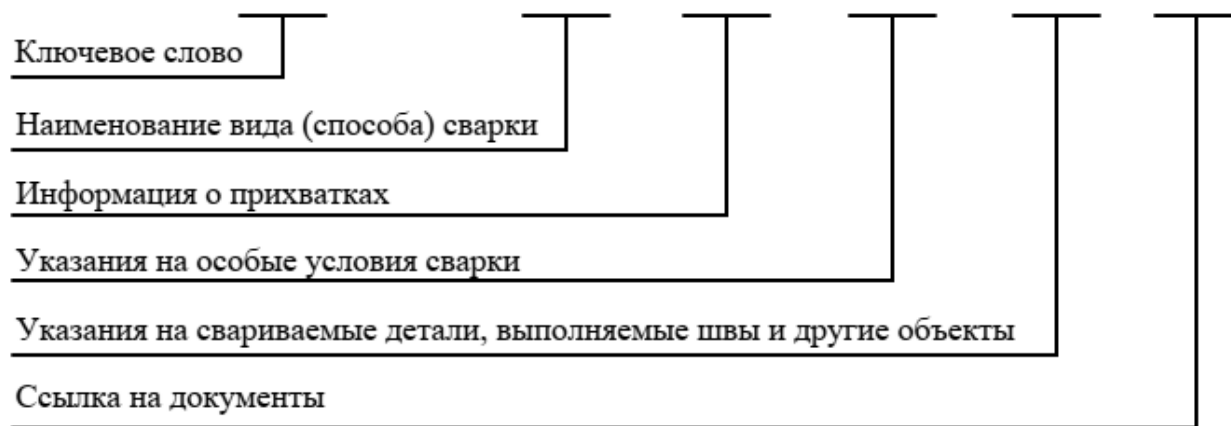 Ключевое слово
Наименование вида (способа) сварки
Информация о прихватках
Указания на особые условия сварки
Указания на свариваемые детали, выполняемые швы и другие объекты
Ссылка на документы